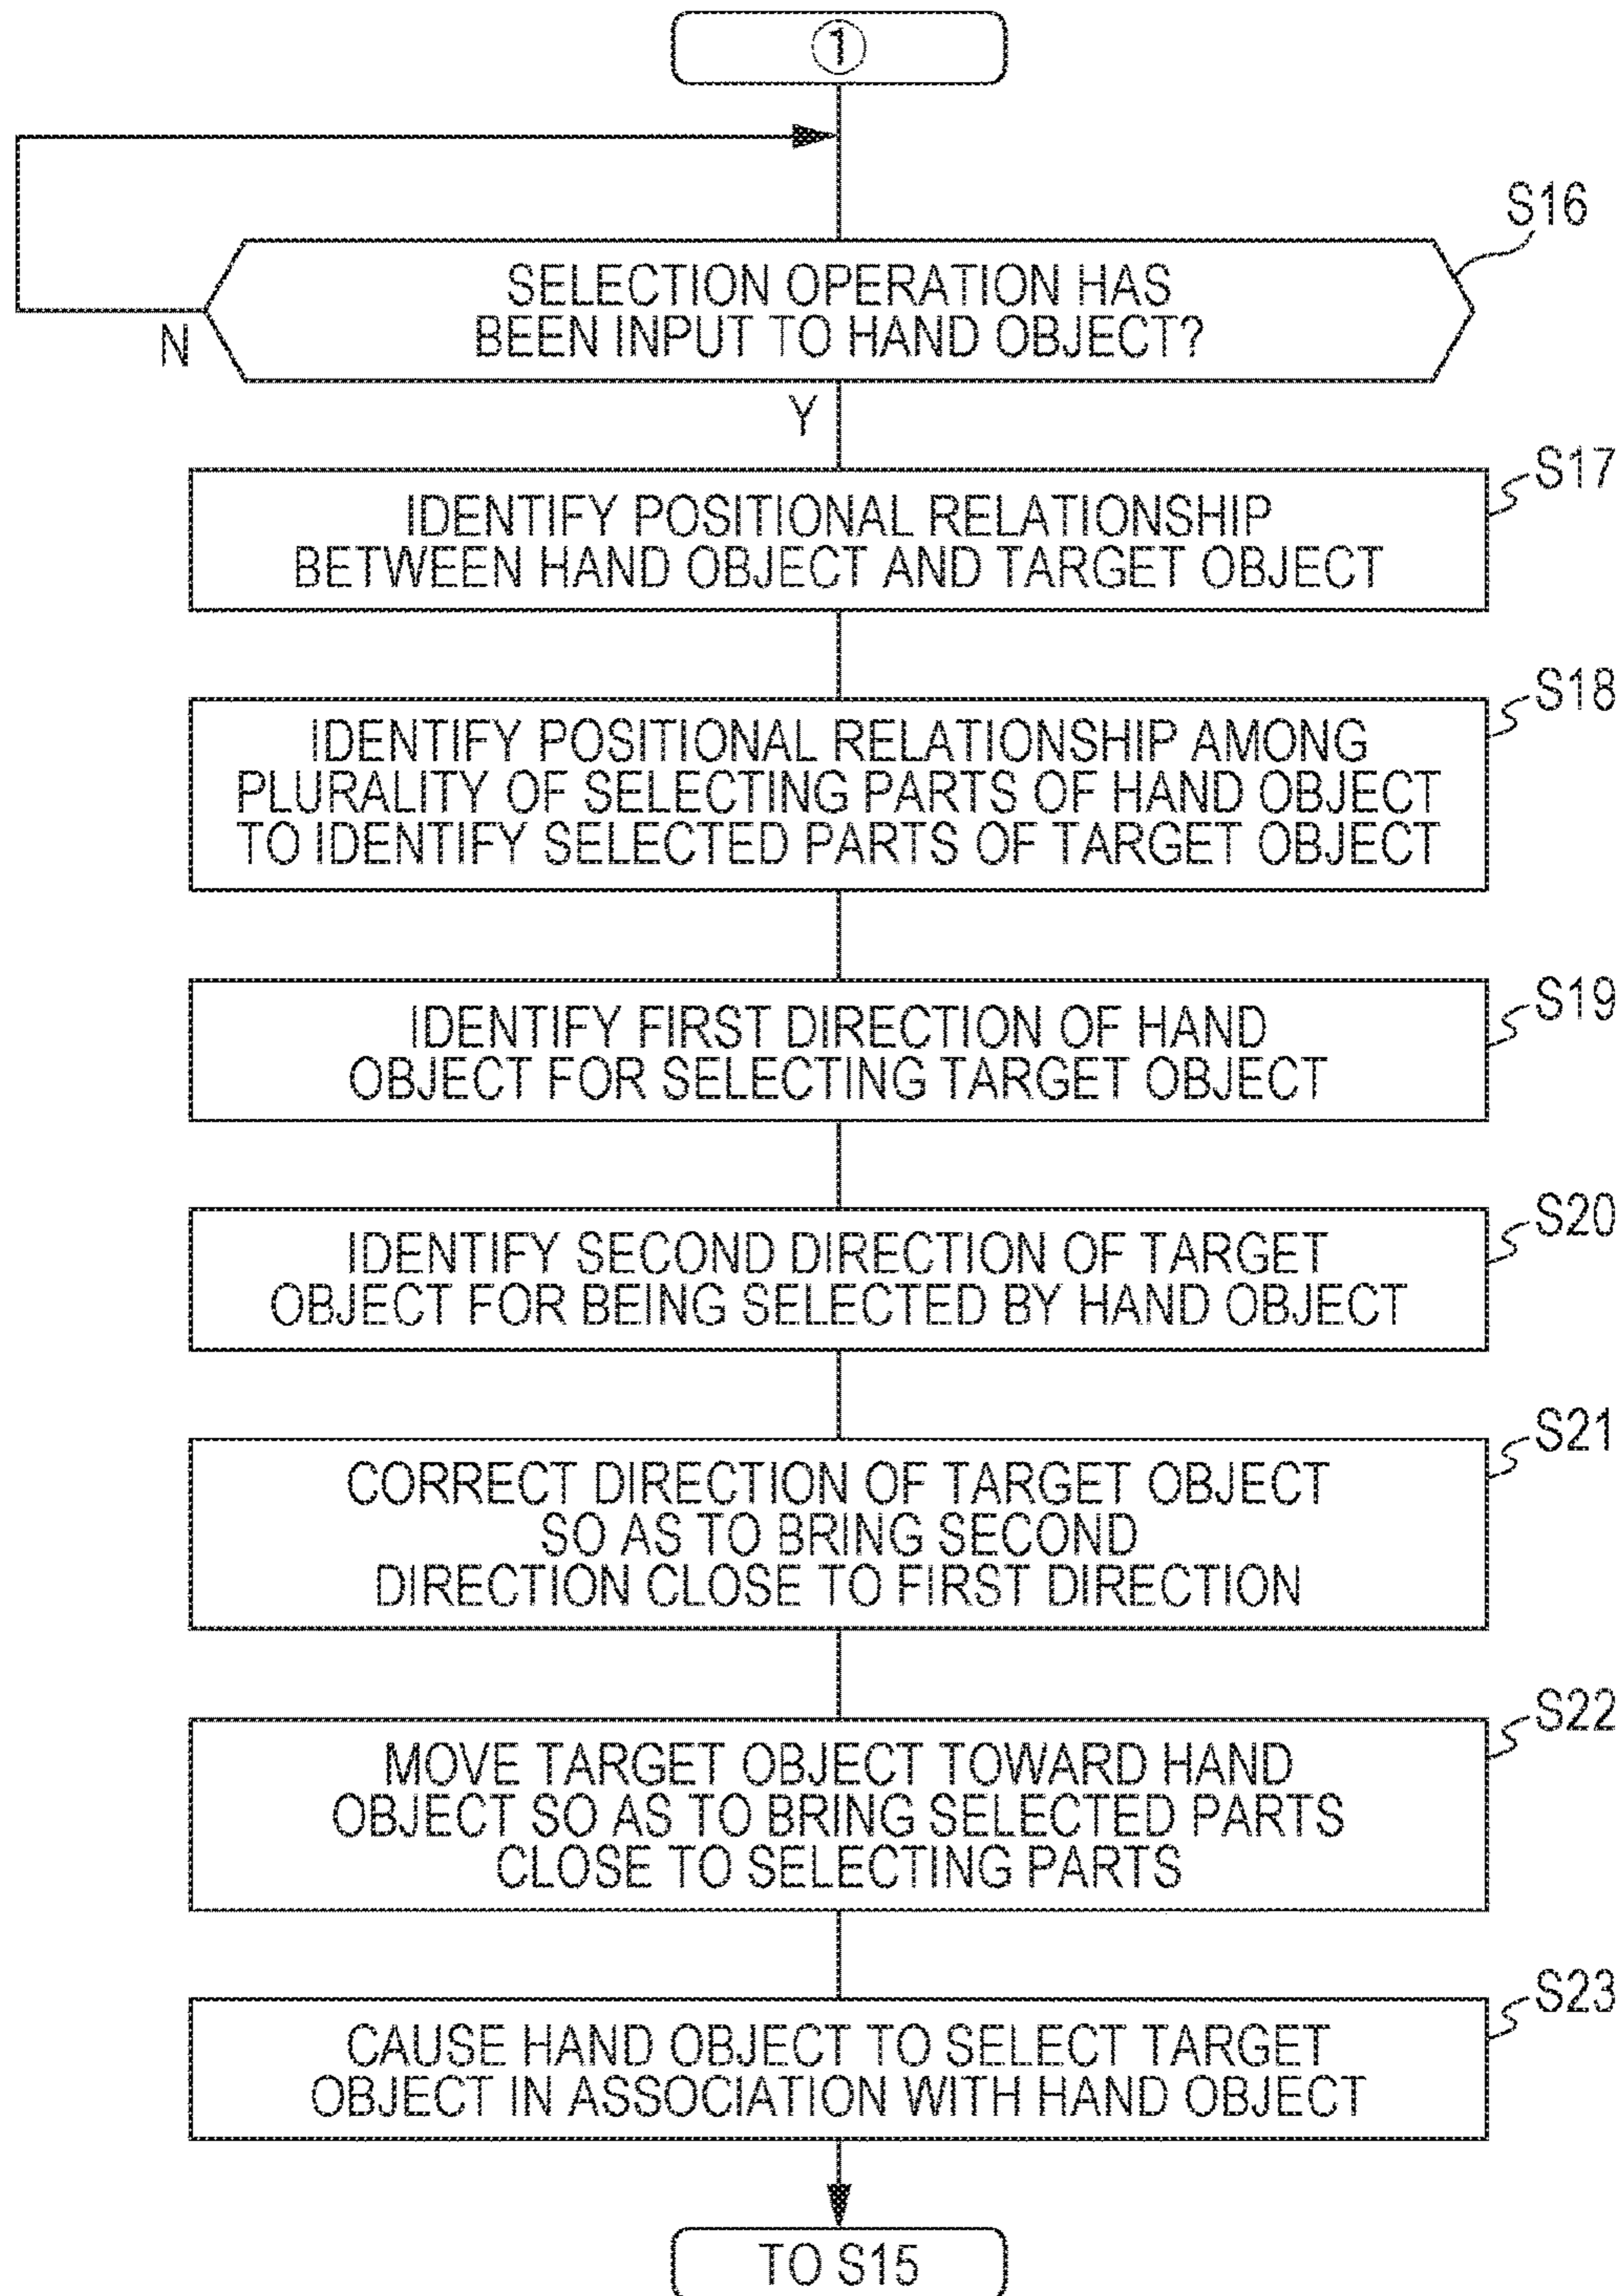 ①
S16
SELECTION OPERATION HAS
BEEN INPUT TO HAND OBJECT?
N
Y
S17
IDENTIFY POSITIONAL RELATIONSHIP
BETWEEN HAND OBJECT AND TARGET OBJECT
S18
IDENTIFY POSITIONAL RELATIONSHIP AMONG
PLURALITY OF SELECTING PARTS OF HAND OBJECT
TO IDENTIFY SELECTED PARTS OF TARGET OBJECT
S19
IDENTIFY FIRST DIRECTION OF HAND
OBJECT FOR SELECTING TARGET OBJECT
S20
IDENTIFY SECOND DIRECTION OF TARGET
OBJECT FOR BEING SELECTED BY HAND OBJECT
S21
CORRECT DIRECTION OF TARGET OBJECT
SO AS TO BRING SECOND
DIRECTION CLOSE TO FIRST DIRECTION
S22
MOVE TARGET OBJECT TOWARD HAND
OBJECT SO AS TO BRING SELECTED PARTS
CLOSE TO SELECTING PARTS
S23
CAUSE HAND OBJECT TO SELECT TARGET
OBJECT IN ASSOCIATION WITH HAND OBJECT
TO S15